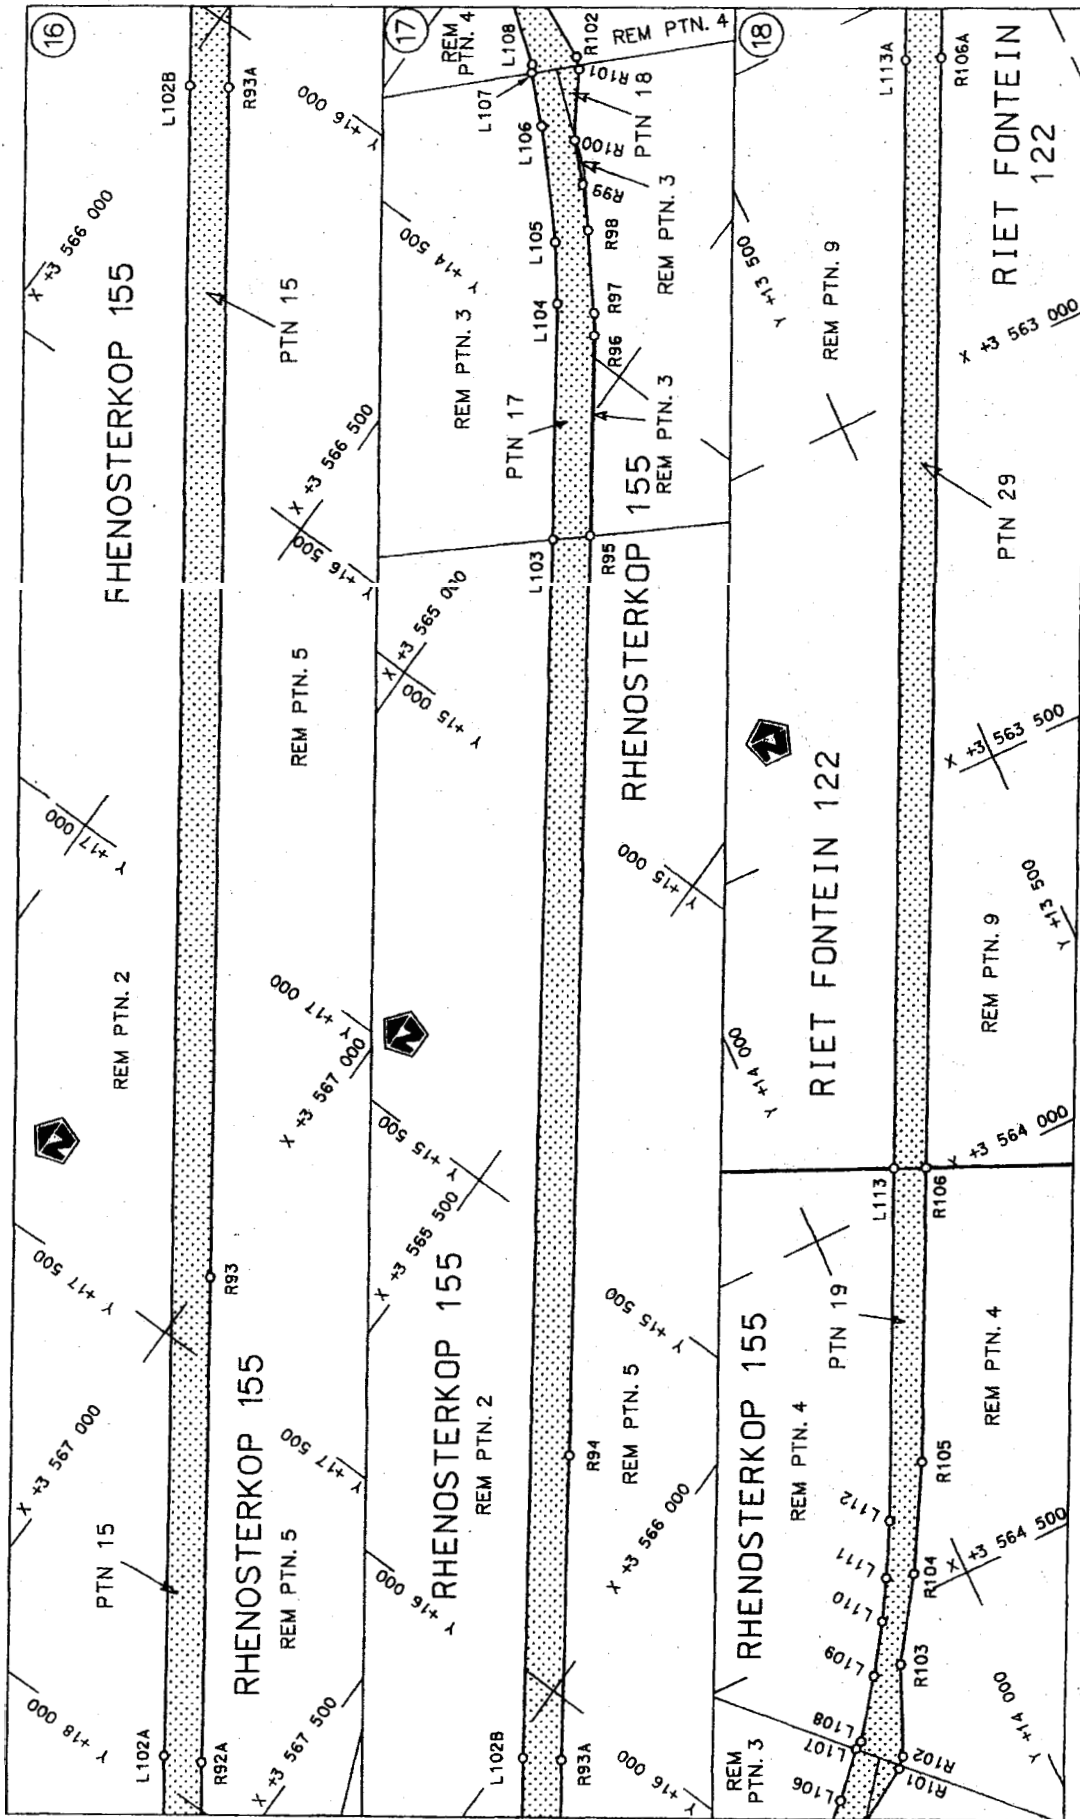 16
X +3 566 000
L102B
R93A
Y +16 000
FHENOSTERKOP 155
PTN 15
X +3 566 500
Y +16 500
REM PTN. 5
Y +17 000
REM PTN. 2
Y +17 000
X +3 567 000
Y +17 500
R93
X +3 567 000
RHENOSTERKOP 155
REM PTN. 5
Y +17 500
PTN 15
Y +18 000
L102A
R92A
X +3 567 500
17
REM
PTN. 4
L108
R102
REM PTN. 4
L107
R101
PTN 18
L106
R100
R99
REM PTN. 3
Y +14 500
L105
R98
REM PTN. 3
L104
R97
R96
PTN 17
REM PTN. 3
L103
R95
RHENOSTERKOP 155
X +3 565 000
Y +15 000
Y +15 000
Y +15 500
X +3 565 500
RHENOSTERKOP 155
REM PTN. 2
Y +15 500
REM PTN. 5
R94
X +3 566 000
Y +16 000
L102B
R93A
Y +16 000
18
L113A
R106A
RIET FONTEIN
122
Y +13 500
REM PTN. 9
X +3 563 000
PTN 29
X +3 563 500
RIET FONTEIN 122
REM PTN. 9
Y +13 500
Y +14 000
X +3 564 000
L113
R106
PTN 19
RHENOSTERKOP 155
REM PTN. 4
REM PTN. 4
R105
L112
L111
L110
L109
R104
X +3 564 500
R103
L108
L107
L106
R102
R101
REM
PTN. 3
Y +14 000